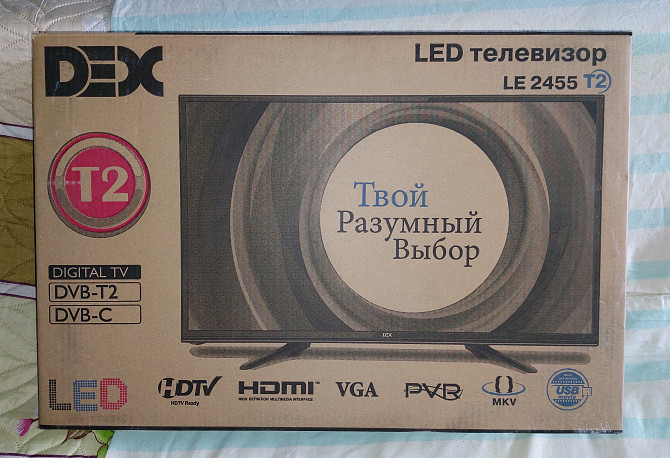 DEX
LED телевизор
LE 2455 T2
T2
Твой
Разумный
Выбор
DIGITAL TV
DVB-T2
DVB-C
DEX
LED
HDTV
HDTV Ready
HDMI
HIGH DEFINITION MULTIMEDIA INTERFACE
VGA
PVR
MKV
USB